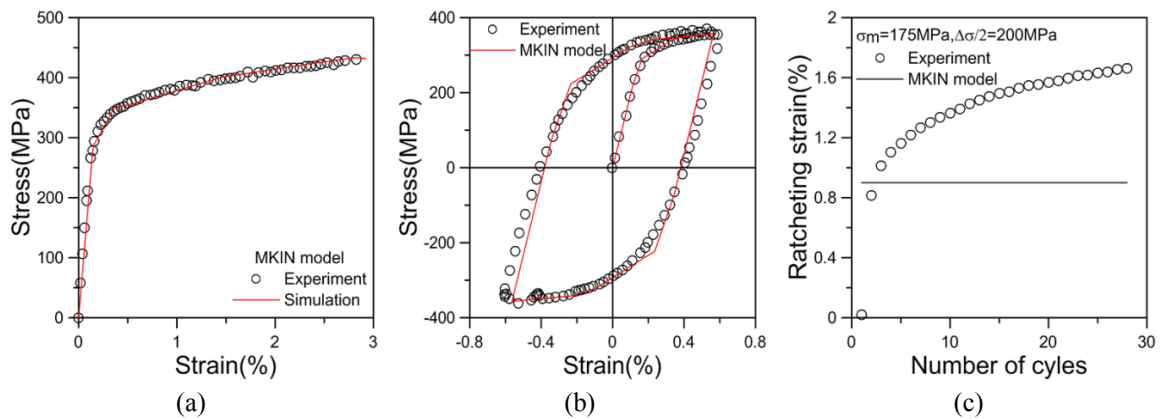 500
400
300
200
100
0
0
1
2
3
Stress(MPa)
Strain(%)
MKIN model
Experiment
Simulation
(a)
400
200
0
-200
-400
-0.8
-0.4
0
0.4
0.8
Stress(MPa)
Strain(%)
Experiment
MKIN model
(b)
2
1.6
1.2
0.8
0.4
0
0
10
20
30
Ratcheting strain(%)
Number of cyles
σm=175MPa,Δσ/2=200MPa
Experiment
MKIN model
(c)